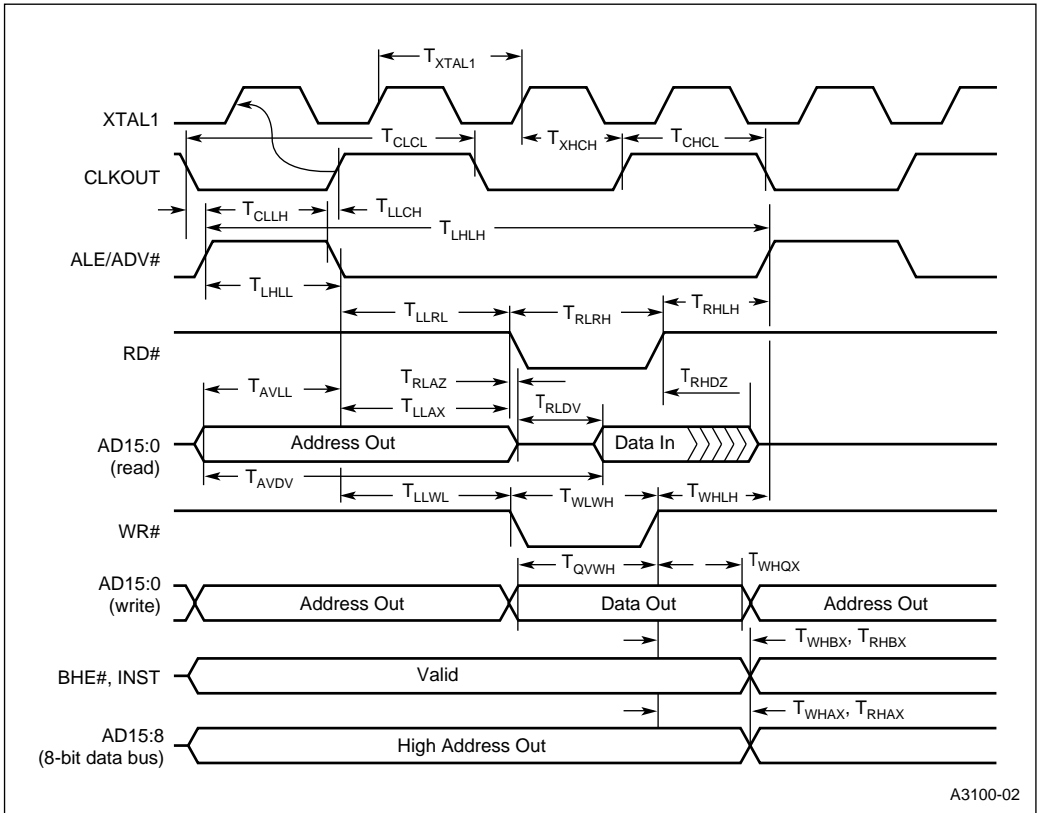 T_XTAL1
XTAL1
T_CLCL
T_XHCH
T_CHCL
CLKOUT
T_CLLH
T_LLCH
T_LHLH
ALE/ADV#
T_LHLL
T_LLRL
T_RLRH
T_RHLH
RD#
T_AVLL
T_RLAZ
T_RHDZ
T_LLAX
T_RLDV
AD15:0
(read)
Address Out
Data In
T_AVDV
T_LLWL
T_WLWH
T_WHLH
WR#
T_QVWH
T_WHQX
AD15:0
(write)
Address Out
Data Out
Address Out
T_WHBX, T_RHBX
BHE#, INST
Valid
T_WHAX, T_RHAX
AD15:8
(8-bit data bus)
High Address Out
A3100-02